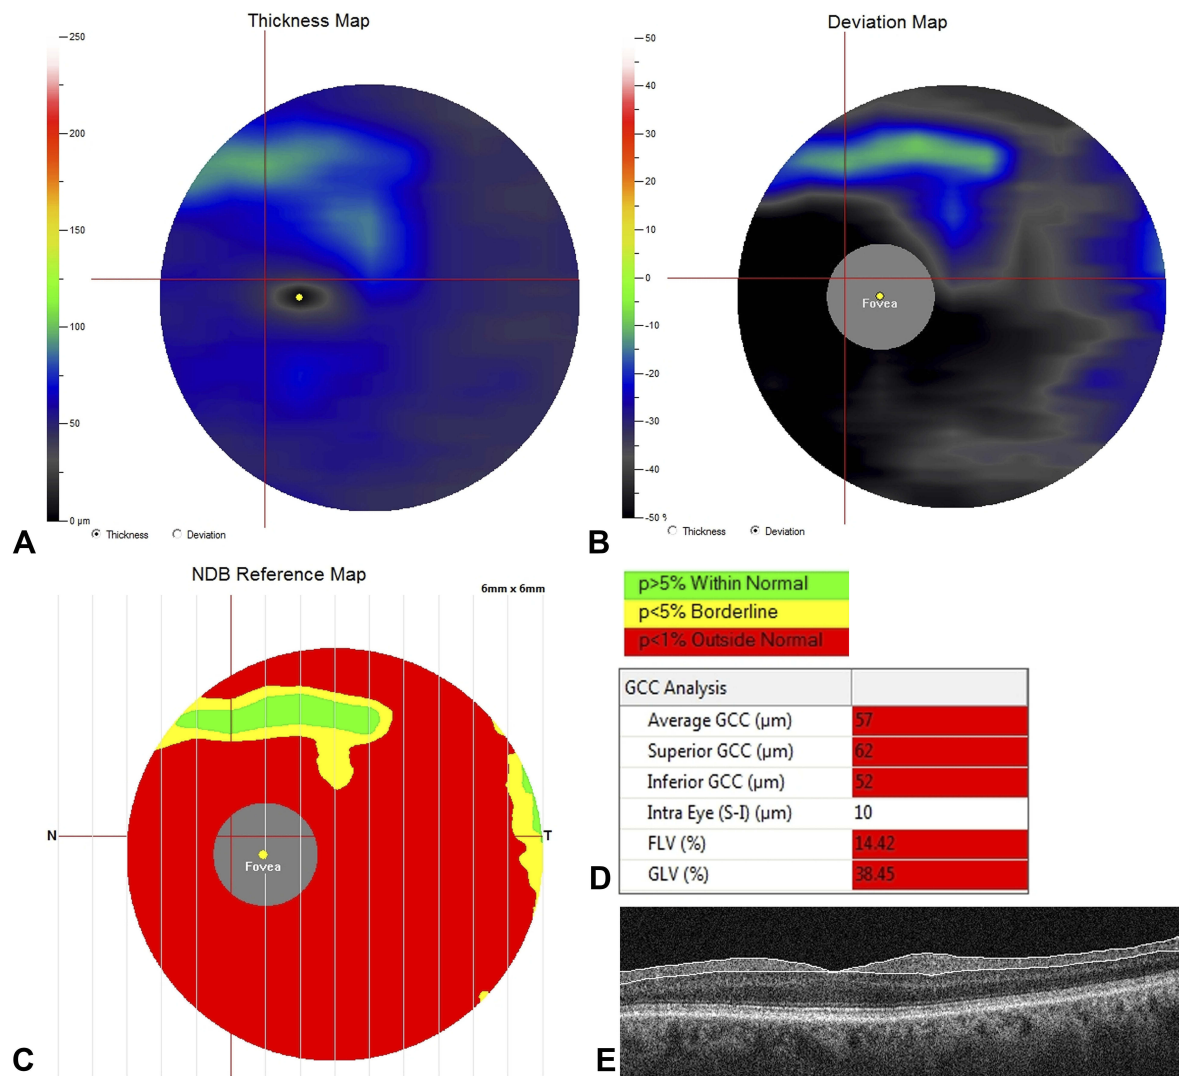 Thickness Map
250
200
150
100
50
0 µm
Thickness Deviation
A
Deviation Map
50
40
30
20
10
0
-10
-20
-30
-40
-50 %
Fovea
Thickness Deviation
B
NDB Reference Map
6mm x 6mm
N
T
Fovea
C
p>5% Within Normal
p<5% Borderline
p<1% Outside Normal
GCC Analysis
Average GCC (µm) 57
Superior GCC (µm) 62
Inferior GCC (µm) 52
Intra Eye (S-I) (µm) 10
FLV (%) 14.42
GLV (%) 38.45
D
E